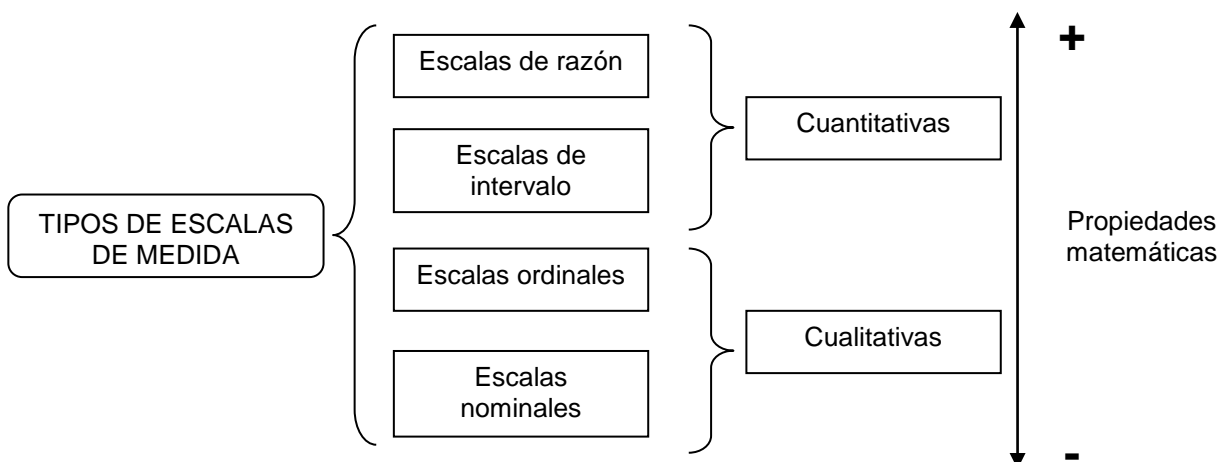 TIPOS DE ESCALAS
DE MEDIDA
Escalas de razón
Escalas de
intervalo
Escalas ordinales
Escalas
nominales
Cuantitativas
Cualitativas
+
Propiedades
matemáticas
-